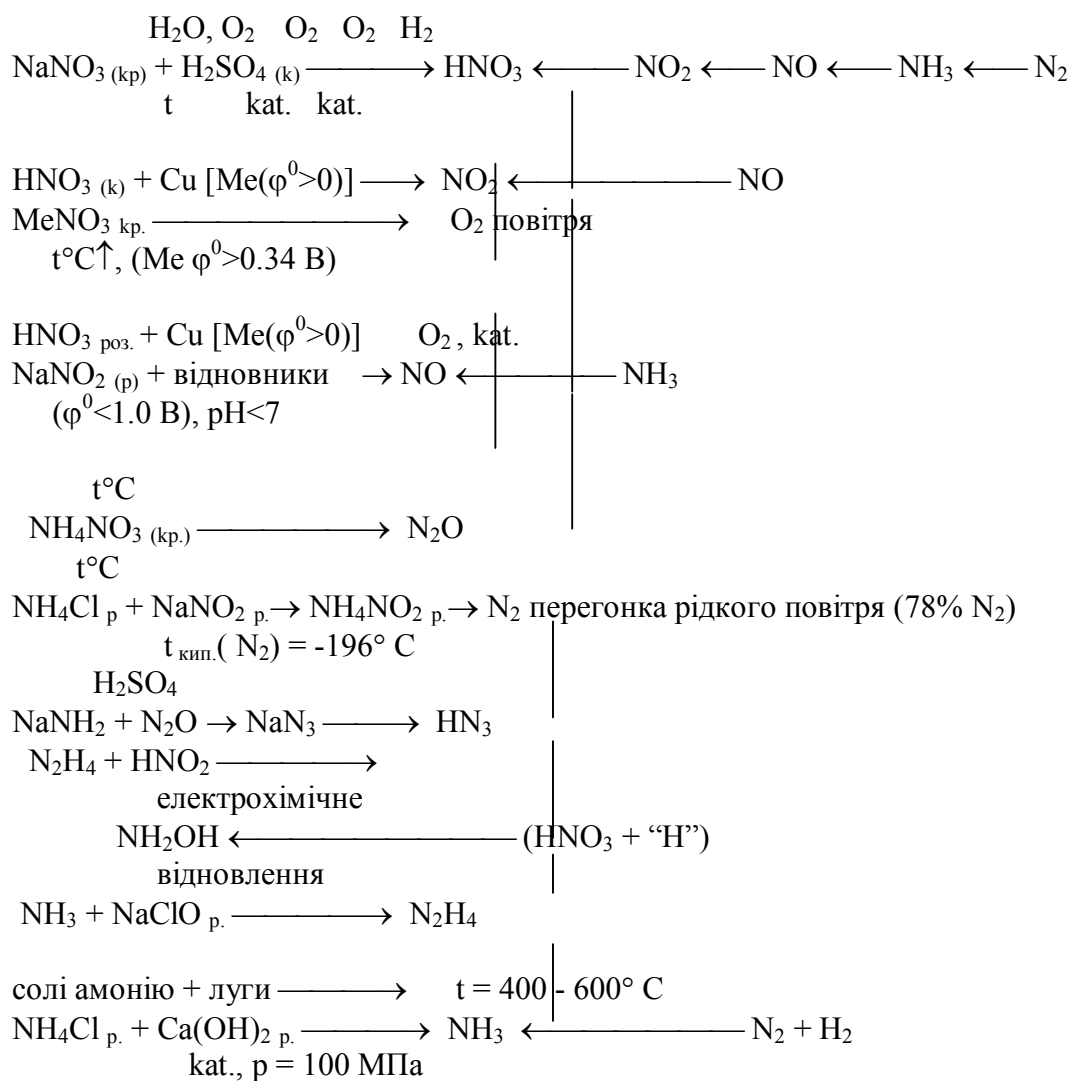 H₂O, O₂ O₂ O₂ H₂
NaNO₃ (kp) + H₂SO₄ (k) ⟶ HNO₃ ⟵ NO₂ ⟵ NO ⟵ NH₃ ⟵ N₂
t kat. kat.
HNO₃ (k) + Cu [Me(φ⁰>0)] ⟶ NO₂ ⟵ NO
MeNO₃ kp. ⟶ O₂ повітря
t°C↑, (Me φ⁰>0.34 В)
HNO₃ роз. + Cu [Me(φ⁰>0)] O₂ , kat.
NaNO₂ (р) + відновники → NO ⟵ NH₃
(φ⁰<1.0 В), pH<7
t°C
NH₄NO₃ (kp.) ⟶ N₂O
t°C
NH₄Cl р + NaNO₂ р. → NH₄NO₂ р. → N₂ перегонка рідкого повітря (78% N₂)
t кип.( N₂) = -196° C
H₂SO₄
NaNH₂ + N₂O → NaN₃ ⟶ HN₃
N₂H₄ + HNO₂ ⟶
електрохімічне
NH₂OH ⟵ (HNO₃ + “H”)
відновлення
NH₃ + NaClO р. ⟶ N₂H₄
солі амонію + луги ⟶ t = 400 - 600° C
NH₄Cl р. + Ca(OH)₂ р. ⟶ NH₃ ⟵ N₂ + H₂
kat., p = 100 МПа